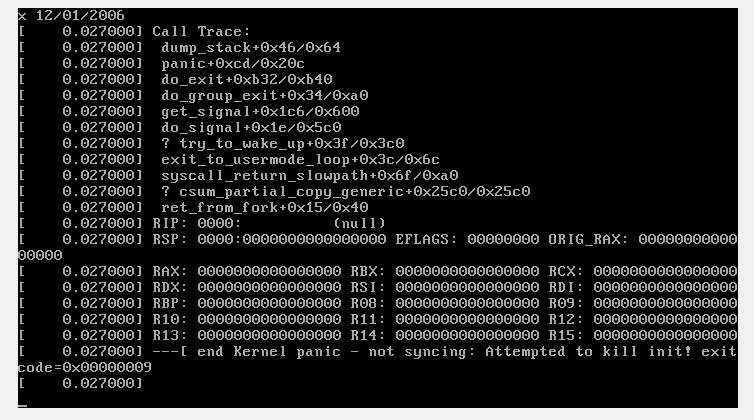 x 12/01/2006
[    0.027000] Call Trace:
[    0.027000]  dump_stack+0x46/0x64
[    0.027000]  panic+0xcd/0x20c
[    0.027000]  do_exit+0xb32/0xb40
[    0.027000]  do_group_exit+0x34/0xa0
[    0.027000]  get_signal+0x1c6/0x600
[    0.027000]  do_signal+0x1e/0x5c0
[    0.027000]  ? try_to_wake_up+0x3f/0x3c0
[    0.027000]  exit_to_usermode_loop+0x3c/0x6c
[    0.027000]  syscall_return_slowpath+0x6f/0xa0
[    0.027000]  ? csum_partial_copy_generic+0x25c0/0x25c0
[    0.027000]  ret_from_fork+0x15/0x40
[    0.027000] RIP: 0000:          (null)
[    0.027000] RSP: 0000:0000000000000000 EFLAGS: 00000000 ORIG_RAX: 00000000000
00000
[    0.027000] RAX: 0000000000000000 RBX: 0000000000000000 RCX: 0000000000000000
[    0.027000] RDX: 0000000000000000 RSI: 0000000000000000 RDI: 0000000000000000
[    0.027000] RBP: 0000000000000000 R08: 0000000000000000 R09: 0000000000000000
[    0.027000] R10: 0000000000000000 R11: 0000000000000000 R12: 0000000000000000
[    0.027000] R13: 0000000000000000 R14: 0000000000000000 R15: 0000000000000000
[    0.027000] ---[ end Kernel panic - not syncing: Attempted to kill init! exit
code=0x00000009
[    0.027000]
_